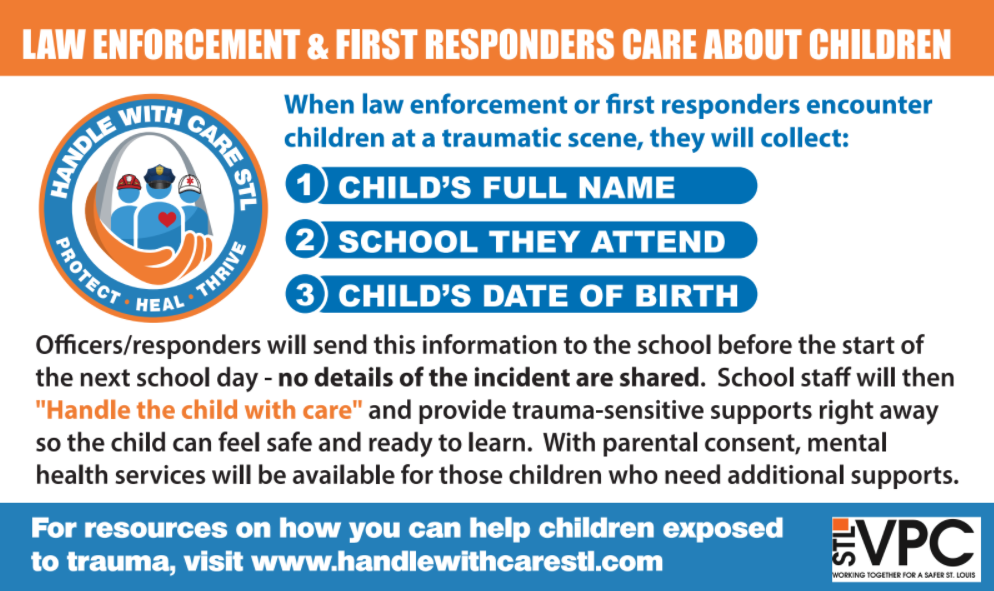 LAW ENFORCEMENT & FIRST RESPONDERS CARE ABOUT CHILDREN
HANDLE WITH CARE STL
PROTECT • HEAL • THRIVE
When law enforcement or first responders encounter
children at a traumatic scene, they will collect:
1 CHILD'S FULL NAME
2 SCHOOL THEY ATTEND
3 CHILD'S DATE OF BIRTH
Officers/responders will send this information to the school before the start of
the next school day - no details of the incident are shared.  School staff will then
"Handle the child with care" and provide trauma-sensitive supports right away
so the child can feel safe and ready to learn.  With parental consent, mental
health services will be available for those children who need additional supports.
For resources on how you can help children exposed
to trauma, visit www.handlewithcarestl.com
STL VPC
WORKING TOGETHER FOR A SAFER ST. LOUIS